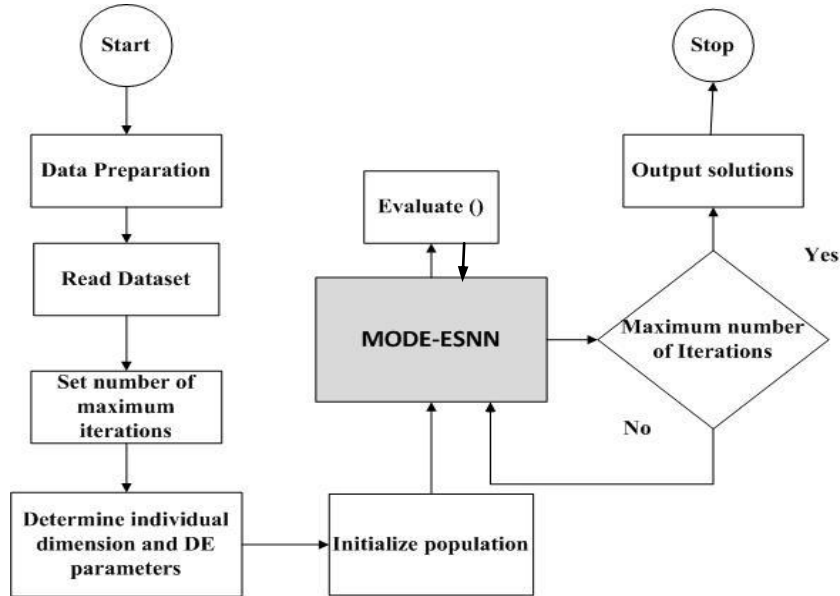 Start
Data Preparation
Read Dataset
Set number of
maximum
iterations
Determine individual
dimension and DE
parameters
Initialize population
Evaluate ()
MODE-ESNN
Maximum number
of Iterations
No
Yes
Output solutions
Stop